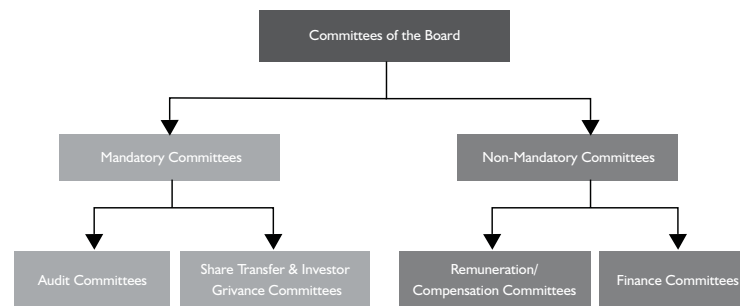 Committees of the Board
Mandatory Committees
Non-Mandatory Committees
Audit Committees
Share Transfer & Investor
Grivance Committees
Remuneration/
Compensation Committees
Finance Committees